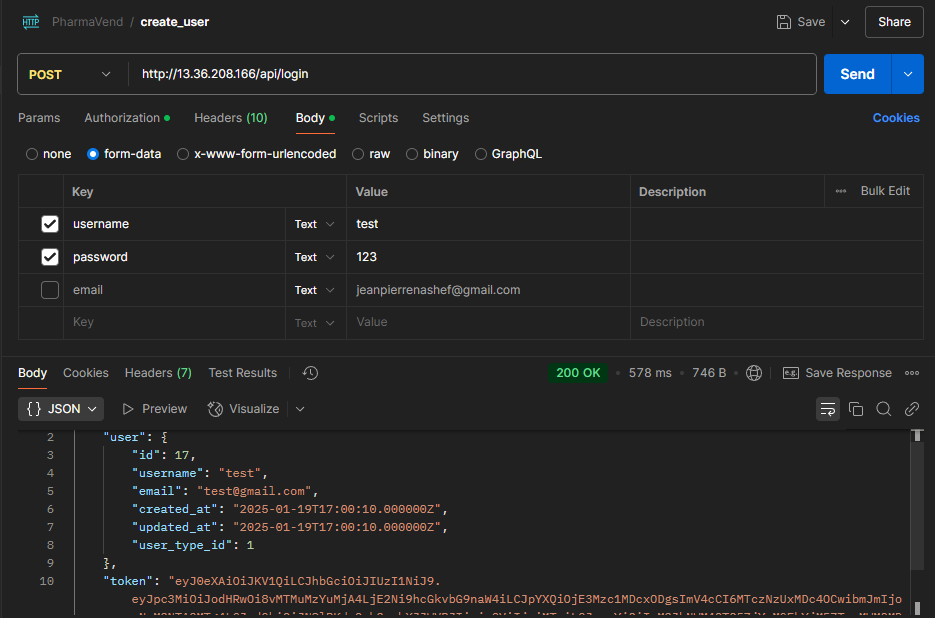 HTTP PharmaVend / create_user Save Share
POST http://13.36.208.166/api/login Send
Params Authorization Headers (10) Body Scripts Settings Cookies
none form-data x-www-form-urlencoded raw binary GraphQL
Key Value Description Bulk Edit
username Text test
password Text 123
email Text jeanpierrenashef@gmail.com
Key Text Value Description
Body Cookies Headers (7) Test Results 200 OK 578 ms 746 B e.g. Save Response
{} JSON Preview Visualize
2 "user": {
3 "id": 17,
4 "username": "test",
5 "email": "test@gmail.com",
6 "created_at": "2025-01-19T17:00:10.000000Z",
7 "updated_at": "2025-01-19T17:00:10.000000Z",
8 "user_type_id": 1
9 },
10 "token": "eyJ0eXAiOiJKV1QiLCJhbGciOiJIUzI1NiJ9.
eyJpc3MiOiJodHRwOi8vMTMuMzYuMjA4LjE2Ni9hcGkvbG9naW4iLCJpYXQiOjE3Mzc1MDcxODgsImV4cCI6MTczNzUxMDc4OCwibmJmIjo